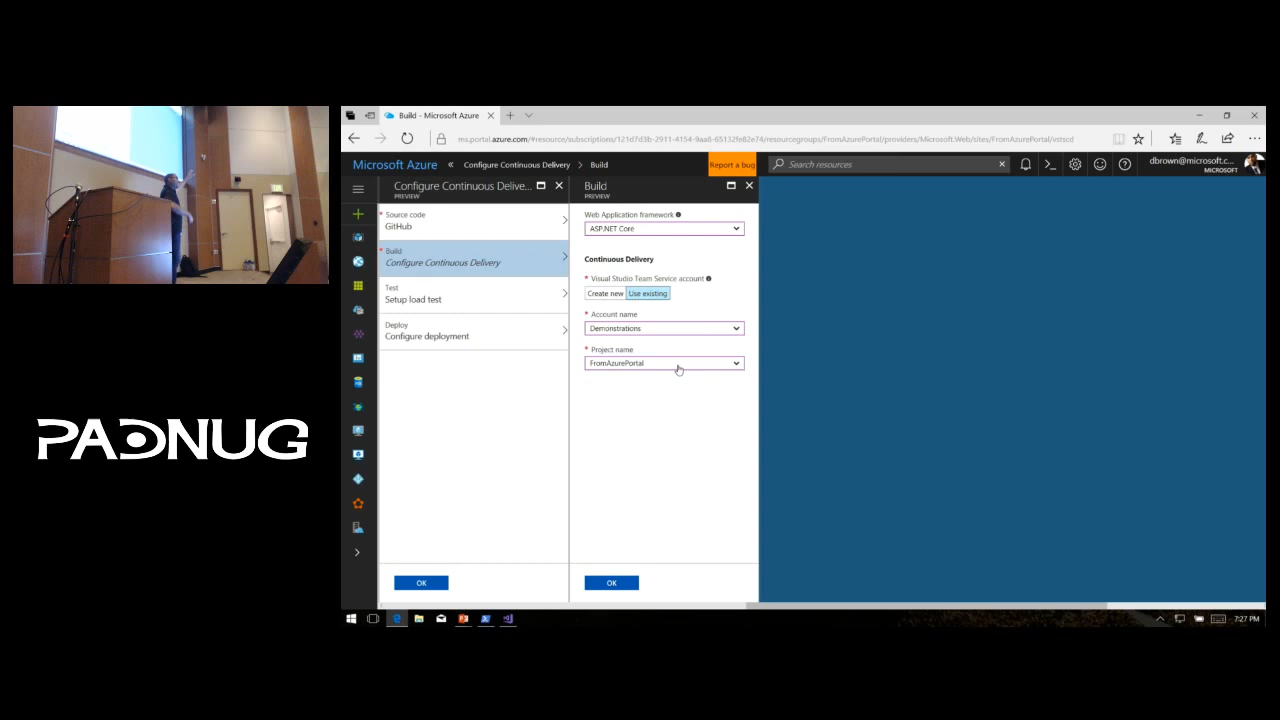 PADNUG
Build - Microsoft Azure
ms.portal.azure.com/#resource/subscriptions/321d7d3b-2911-4154-9aa6-65132fe82e74/resourcegroups/FromAzurePortal/providers/Microsoft.Web/sites/FromAzurePortal/vstscd
Microsoft Azure
Configure Continuous Delivery
Build
Report a bug
Search resources
dbrown@microsoft.c...
MICROSOFT
Configure Continuous Delive...
PREVIEW
* Source code
GitHub
* Build
Configure Continuous Delivery
Test
Setup load test
Deploy
Configure deployment
OK
Build
PREVIEW
Web Application framework
ASP.NET Core
Continuous Delivery
* Visual Studio Team Service account
Create new Use existing
* Account name
Demonstrations
* Project name
FromAzurePortal
OK
7:27 PM